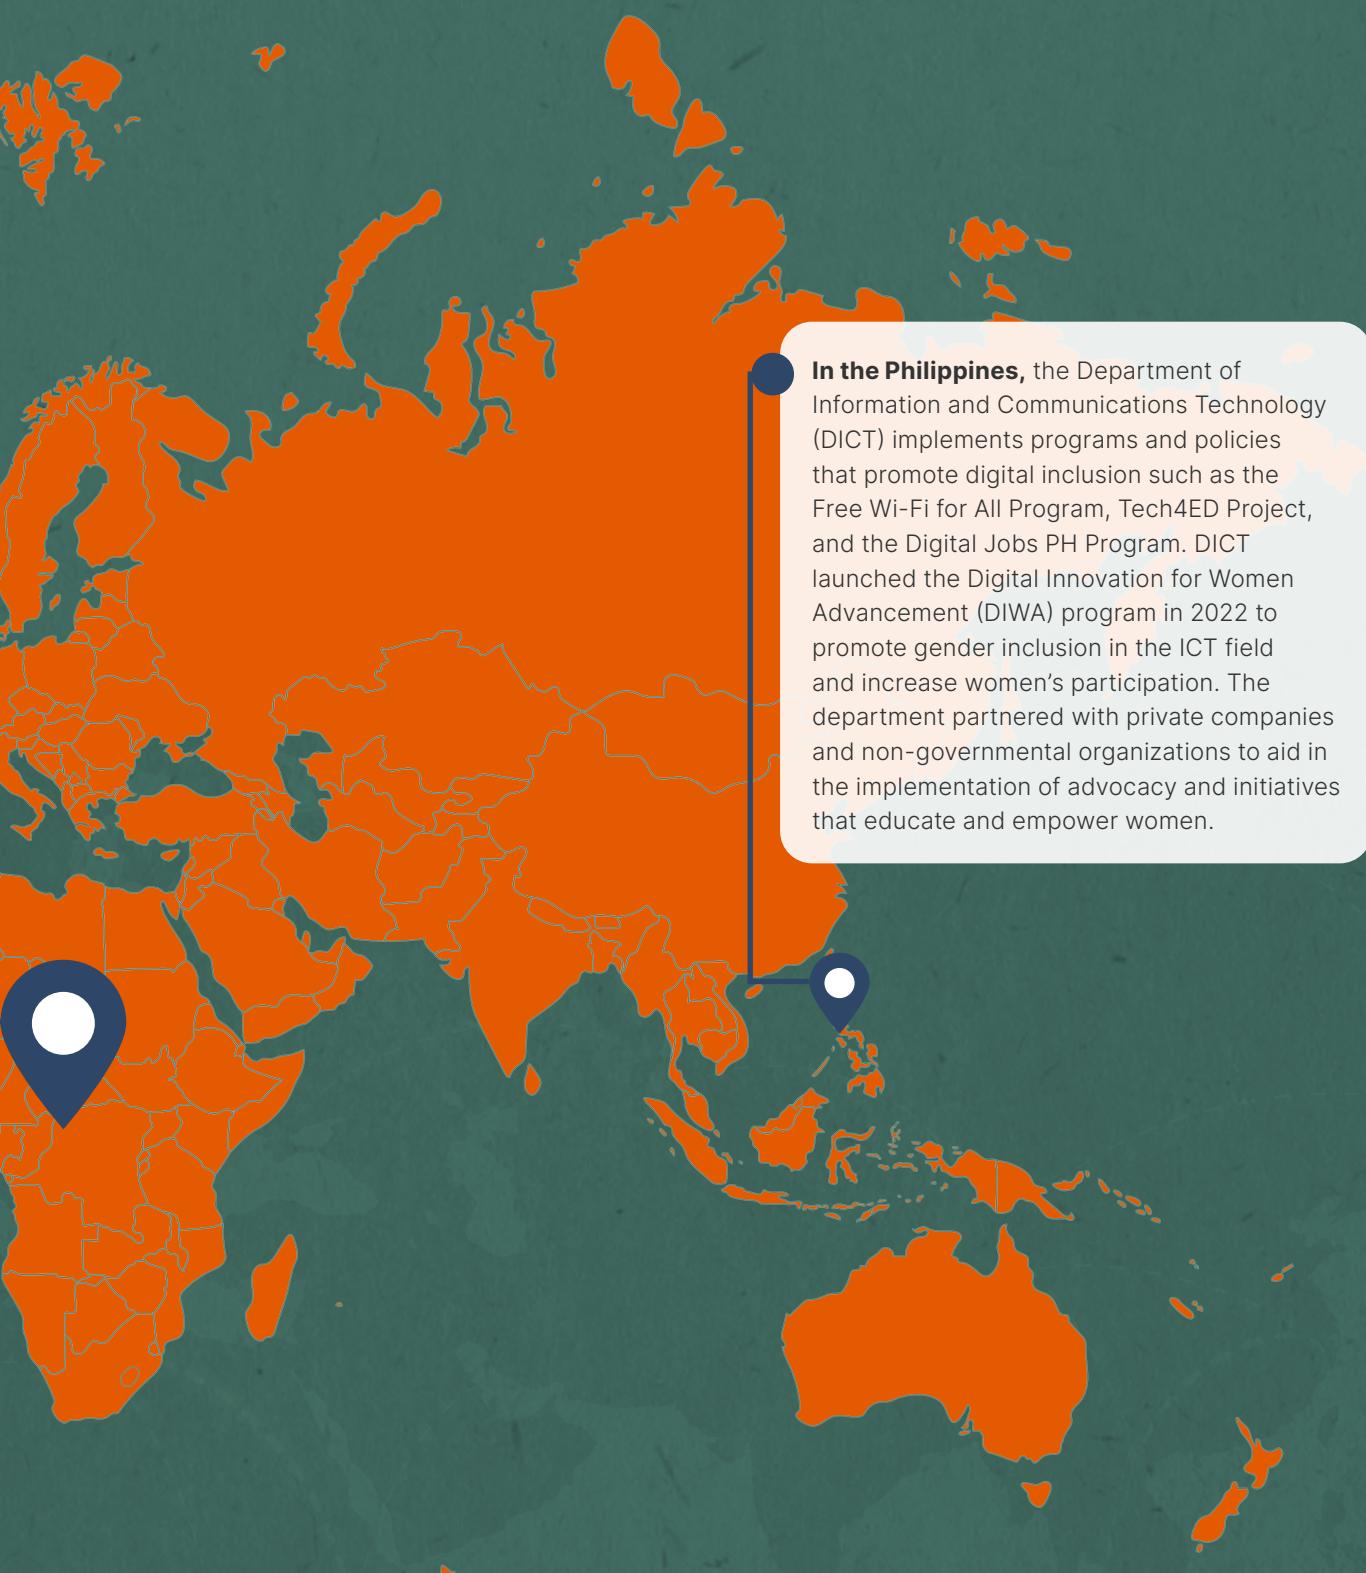 In the Philippines, the Department of
Information and Communications Technology
(DICT) implements programs and policies
that promote digital inclusion such as the
Free Wi-Fi for All Program, Tech4ED Project,
and the Digital Jobs PH Program. DICT
launched the Digital Innovation for Women
Advancement (DIWA) program in 2022 to
promote gender inclusion in the ICT field
and increase women’s participation. The
department partnered with private companies
and non-governmental organizations to aid in
the implementation of advocacy and initiatives
that educate and empower women.